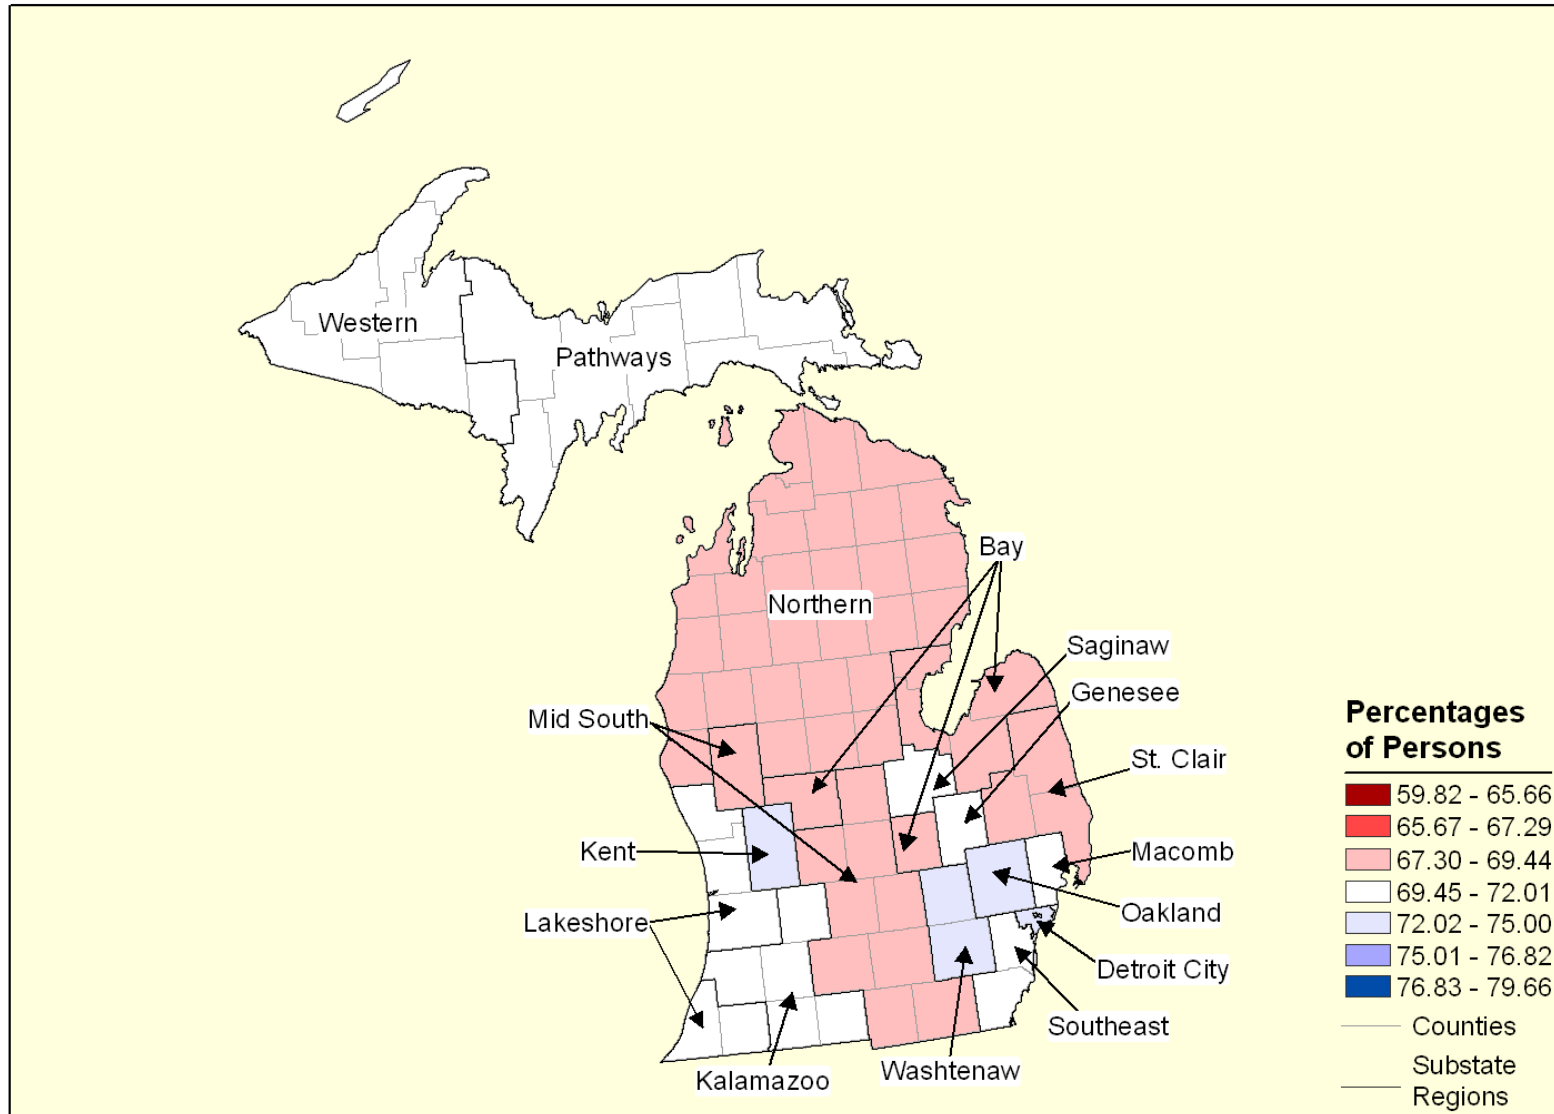 Western
Pathways
Bay
Northern
Saginaw
Genesee
Mid South
St. Clair
Kent
Macomb
Lakeshore
Oakland
Detroit City
Southeast
Kalamazoo
Washtenaw
Percentages
of Persons
59.82 - 65.66
65.67 - 67.29
67.30 - 69.44
69.45 - 72.01
72.02 - 75.00
75.01 - 76.82
76.83 - 79.66
Counties
Substate
Regions